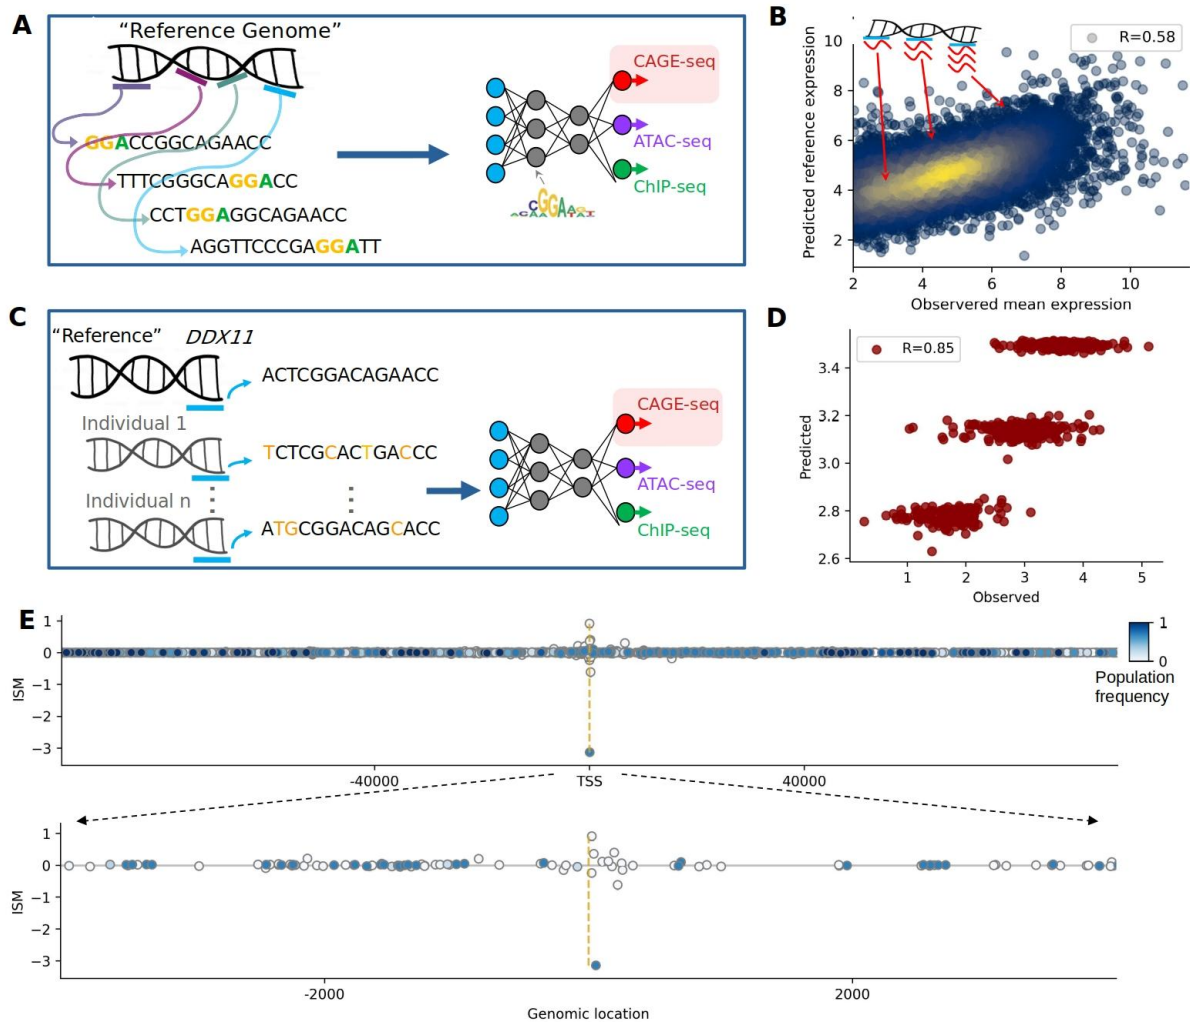 A
“Reference Genome”
GGACCGGCAGAACC
TTTCGGGCAGGACC
CCTGGAGGCAGAACC
AGGTTCCCGAGGATT
CAGE-seq
ATAC-seq
ChIP-seq
B
R=0.58
Predicted reference expression
10
8
6
4
2
2 4 6 8 10
Observered mean expression
C
“Reference” DDX11
ACTCGGACAGAACC
Individual 1
TCTCGCACTGACCC
Individual n
ATGCGGACAGCACC
CAGE-seq
ATAC-seq
ChIP-seq
D
R=0.85
Predicted
3.4
3.2
3.0
2.8
2.6
1 2 3 4 5
Observed
E
ISM
1
0
−1
−2
−3
-40000 TSS 40000
1
0
Population
frequency
ISM
1
0
−1
−2
−3
-2000 2000
Genomic location